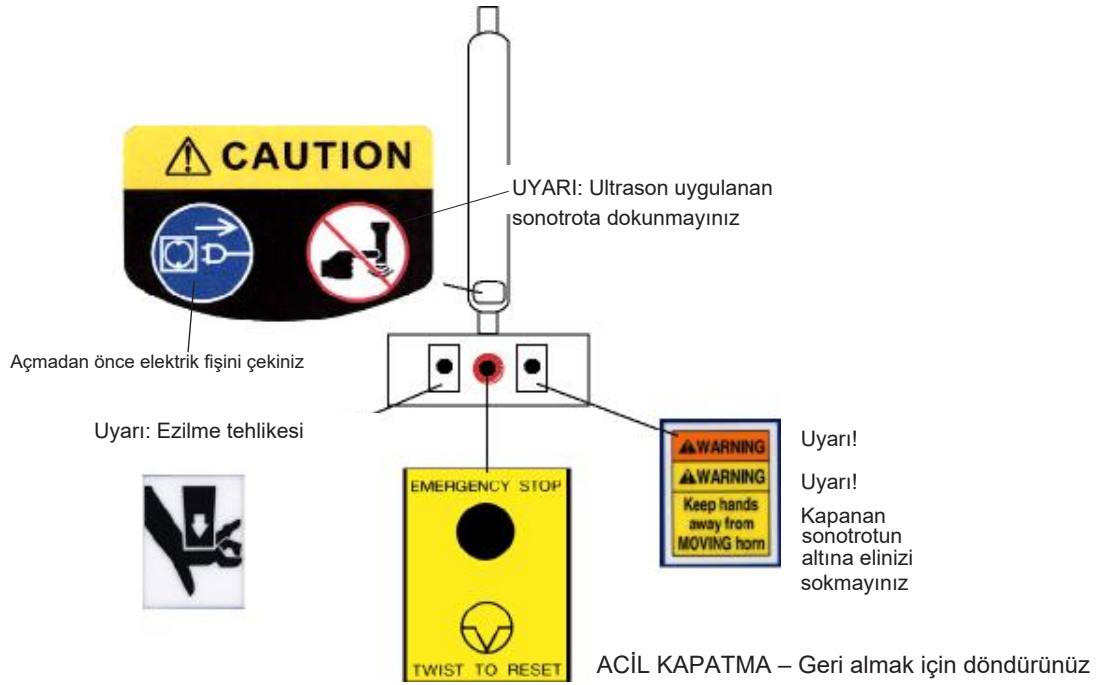 CAUTION
UYARI: Ultrason uygulanan
sonotrota dokunmayınız
Açmadan önce elektrik fişini çekiniz
Uyarı: Ezilme tehlikesi
EMERGENCY STOP
TWIST TO RESET
WARNING
WARNING
Keep hands
away from
MOVING horn
Uyarı!
Uyarı!
Kapanan
sonotrotun
altına elinizi
sokmayınız
ACİL KAPATMA – Geri almak için döndürünüz